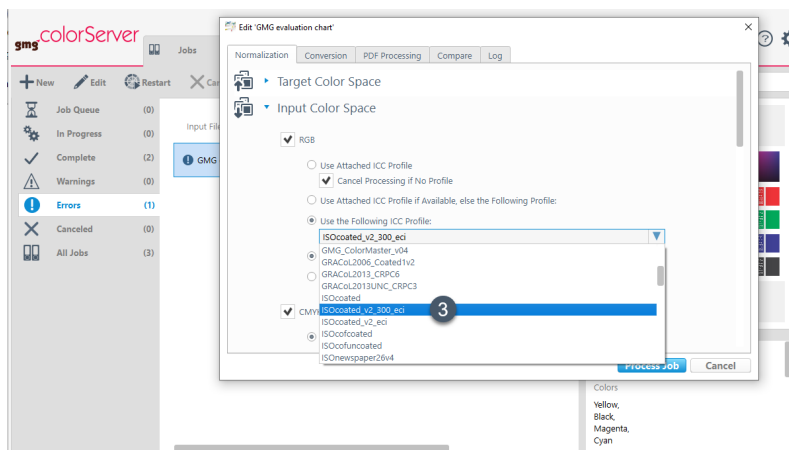 gmg colorServer
Jobs
New
Edit
Restart
Job Queue (0)
In Progress (0)
Complete (2)
Warnings (0)
Errors (1)
Canceled (0)
All Jobs (3)
GMG
Edit 'GMG evaluation chart'
Normalization
Conversion
PDF Processing
Compare
Log
Target Color Space
Input Color Space
RGB
Use Attached ICC Profile
Cancel Processing if No Profile
Use Attached ICC Profile if Available, else the Following Profile:
Use the Following ICC Profile:
ISOcoated_v2_300_eci
GMG_ColorMaster_v04
GRACoL2006_Coated1v2
GRACoL2013_CRPC6
GRACoL2013UNC_CRPC3
ISOcoated
ISOcoated_v2_300_eci
3
ISOcoated_v2_eci
ISOcofcoated
ISOcofuncoated
ISOnewspaper26v4
Process Job
Cancel
Colors
Yellow,
Black,
Magenta,
Cyan